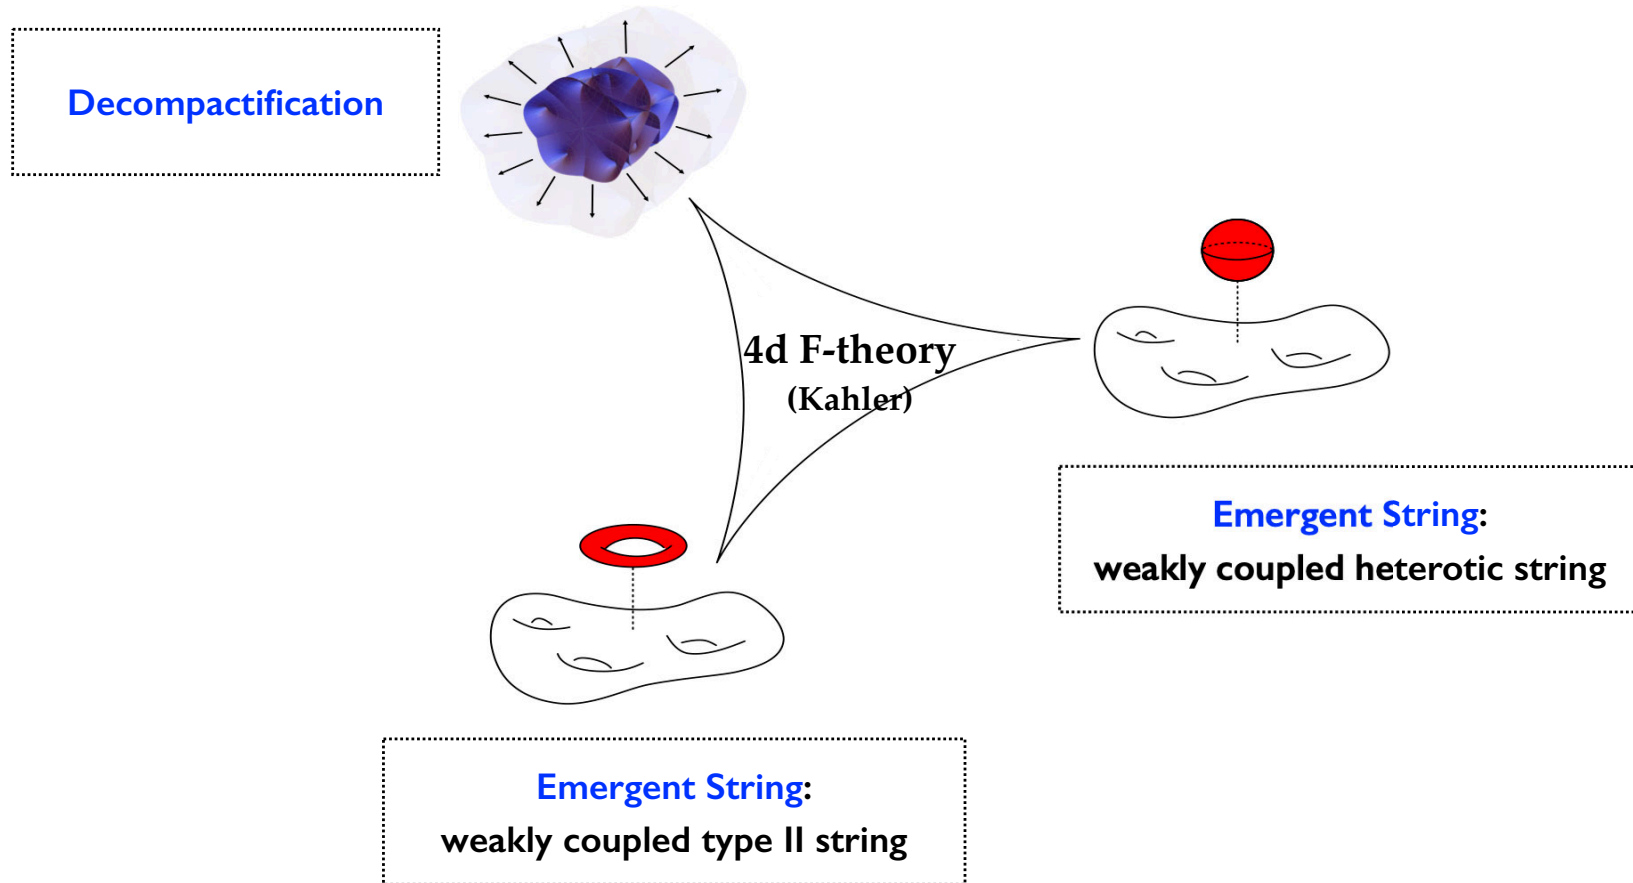 Decompactification
4d F-theory
(Kahler)
Emergent String:
weakly coupled heterotic string
Emergent String:
weakly coupled type II string